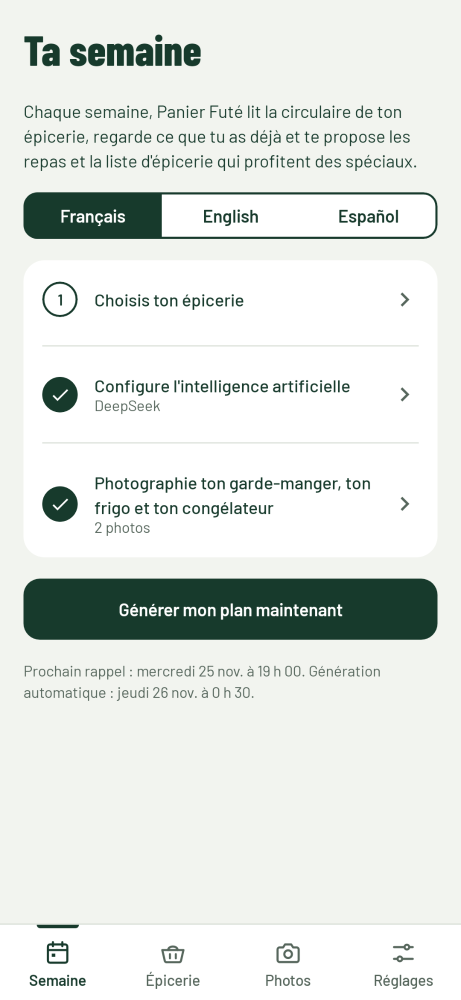 Ta semaine
Chaque semaine, Panier Futé lit la circulaire de ton
épicerie, regarde ce que tu as déjà et te propose les
repas et la liste d'épicerie qui profitent des spéciaux.
Français
English
Español
1
Choisis ton épicerie
Configure l'intelligence artificielle
DeepSeek
Photographie ton garde-manger, ton
frigo et ton congélateur
2 photos
Générer mon plan maintenant
Prochain rappel : mercredi 25 nov. à 19 h 00. Génération
automatique : jeudi 26 nov. à 0 h 30.
Semaine
Épicerie
Photos
Réglages